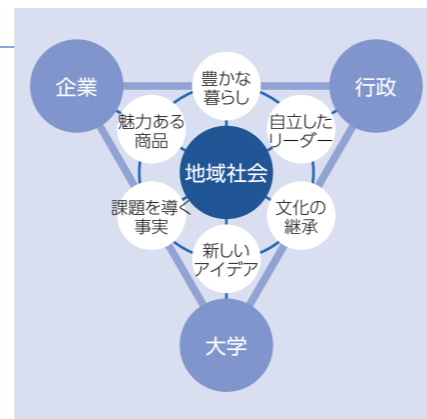 企業
行政
豊かな
暮らし
魅力ある
商品
自立した
リーダー
地域社会
課題を導く
事実
文化の
継承
新しい
アイデア
大学